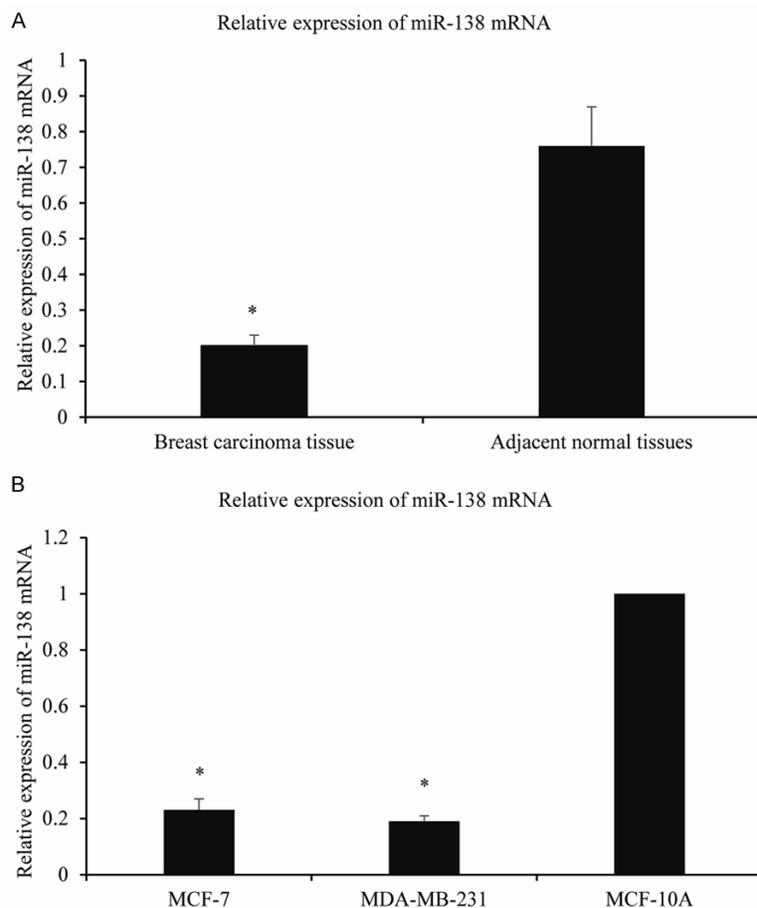 A
Relative expression of miR-138 mRNA
Relative expression of miR-138 mRNA
1
0.9
0.8
0.7
0.6
0.5
0.4
0.3
0.2
0.1
0
*
Breast carcinoma tissue
Adjacent normal tissues
B
Relative expression of miR-138 mRNA
Relative expression of miR-138 mRNA
1.2
1
0.8
0.6
0.4
0.2
0
*
*
MCF-7
MDA-MB-231
MCF-10A